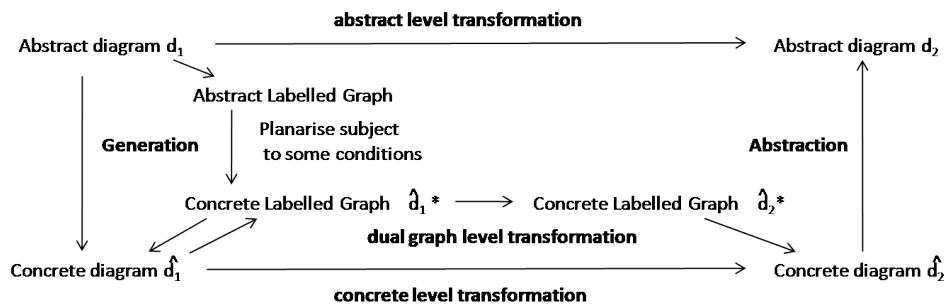 abstract level transformation
Abstract diagram d₁
Abstract diagram d₂
Abstract Labelled Graph
Generation
Planarise subject
to some conditions
Abstraction
Concrete Labelled Graph d̂₁*
Concrete Labelled Graph d̂₂*
dual graph level transformation
Concrete diagram d̂₁
Concrete diagram d̂₂
concrete level transformation